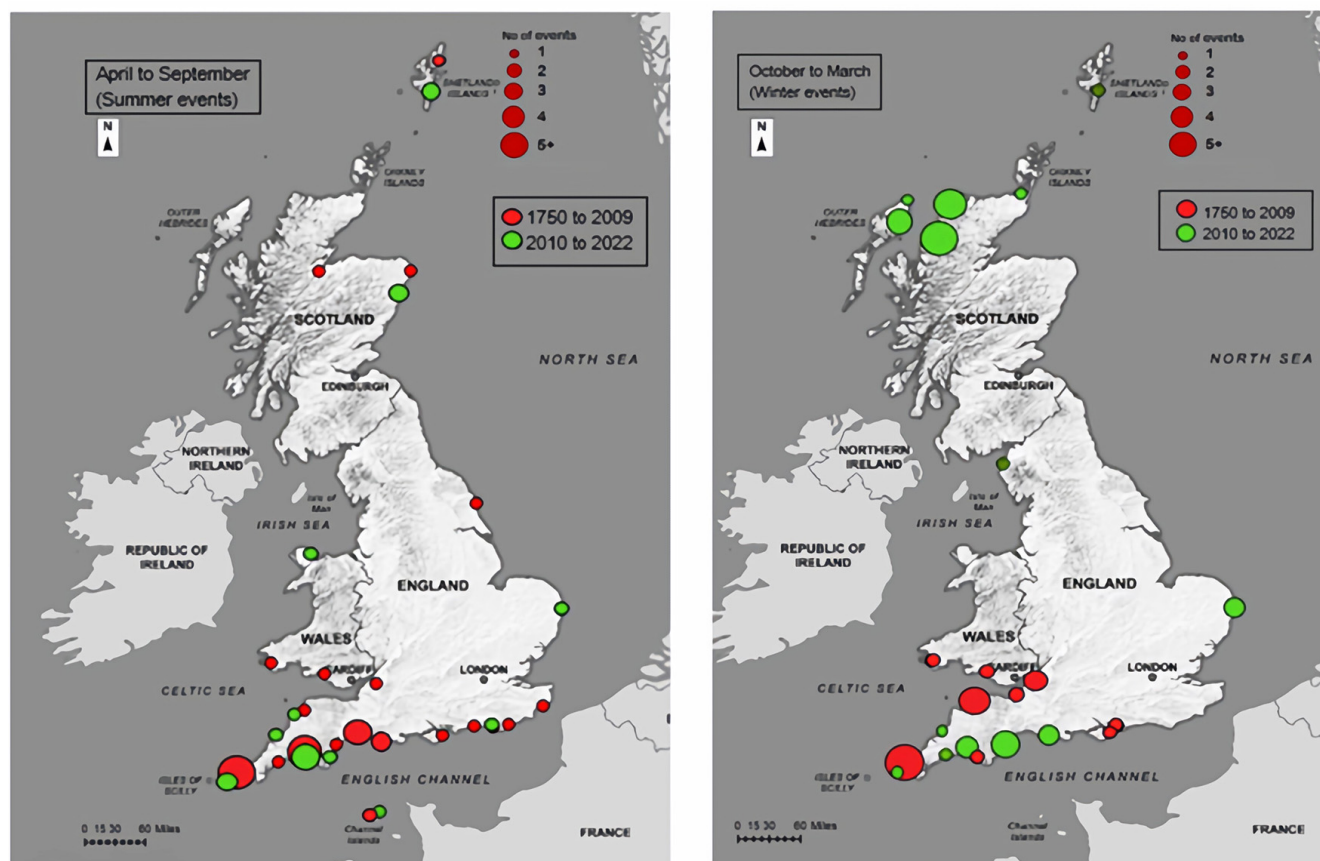 April to September
(Summer events)
N
No of events
1
2
3
4
5+
SHETLAND
ISLANDS
ORKNEY
ISLANDS
OUTER
HEBRIDES
1750 to 2009
2010 to 2022
SCOTLAND
NORTH SEA
EDINBURGH
NORTHERN
IRELAND
Isle of
Man
IRISH SEA
REPUBLIC OF
IRELAND
ENGLAND
WALES
CARDIFF
LONDON
CELTIC SEA
ISLES OF
SCILLY
ENGLISH CHANNEL
Channel
Islands
FRANCE
0 15 30 60 Miles
October to March
(Winter events)
N
No of events
1
2
3
4
5+
SHETLAND
ISLANDS
ORKNEY
ISLANDS
OUTER
HEBRIDES
1750 to 2009
2010 to 2022
SCOTLAND
NORTH SEA
EDINBURGH
NORTHERN
IRELAND
Isle of
Man
IRISH SEA
REPUBLIC OF
IRELAND
ENGLAND
WALES
CARDIFF
LONDON
CELTIC SEA
ISLES OF
SCILLY
ENGLISH CHANNEL
Channel
Islands
FRANCE
0 15 30 60 Miles